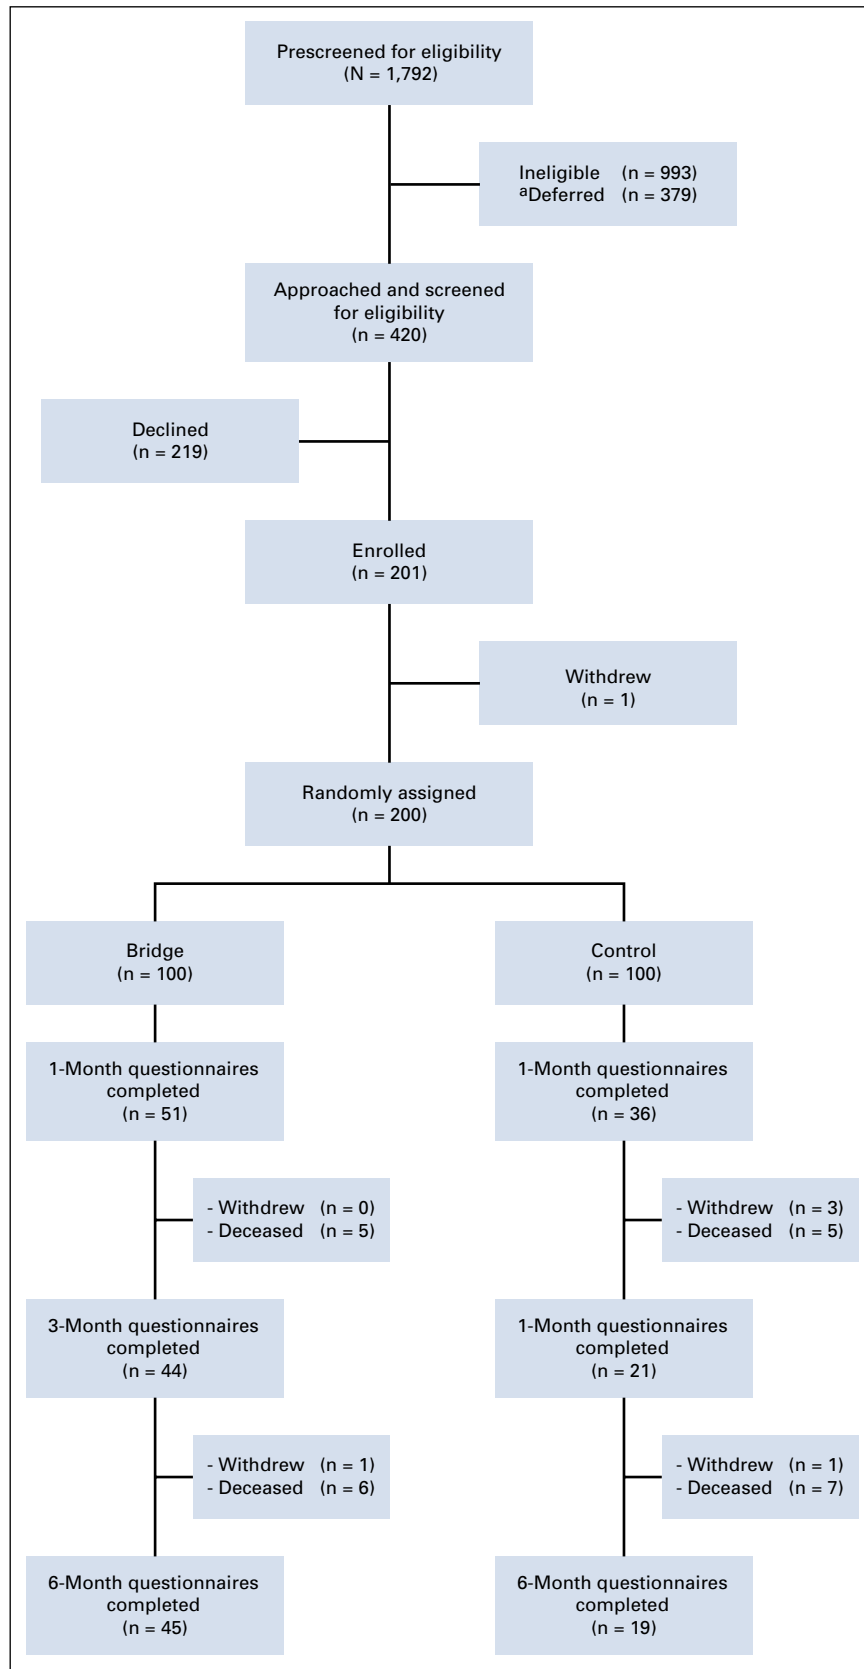 Prescreened for eligibility
(N = 1,792)
Ineligible (n = 993)
aDeferred (n = 379)
Approached and screened
for eligibility
(n = 420)
Declined
(n = 219)
Enrolled
(n = 201)
Withdrew
(n = 1)
Randomly assigned
(n = 200)
Bridge
(n = 100)
Control
(n = 100)
1-Month questionnaires
completed
(n = 51)
1-Month questionnaires
completed
(n = 36)
- Withdrew (n = 0)
- Deceased (n = 5)
- Withdrew (n = 3)
- Deceased (n = 5)
3-Month questionnaires
completed
(n = 44)
1-Month questionnaires
completed
(n = 21)
- Withdrew (n = 1)
- Deceased (n = 6)
- Withdrew (n = 1)
- Deceased (n = 7)
6-Month questionnaires
completed
(n = 45)
6-Month questionnaires
completed
(n = 19)